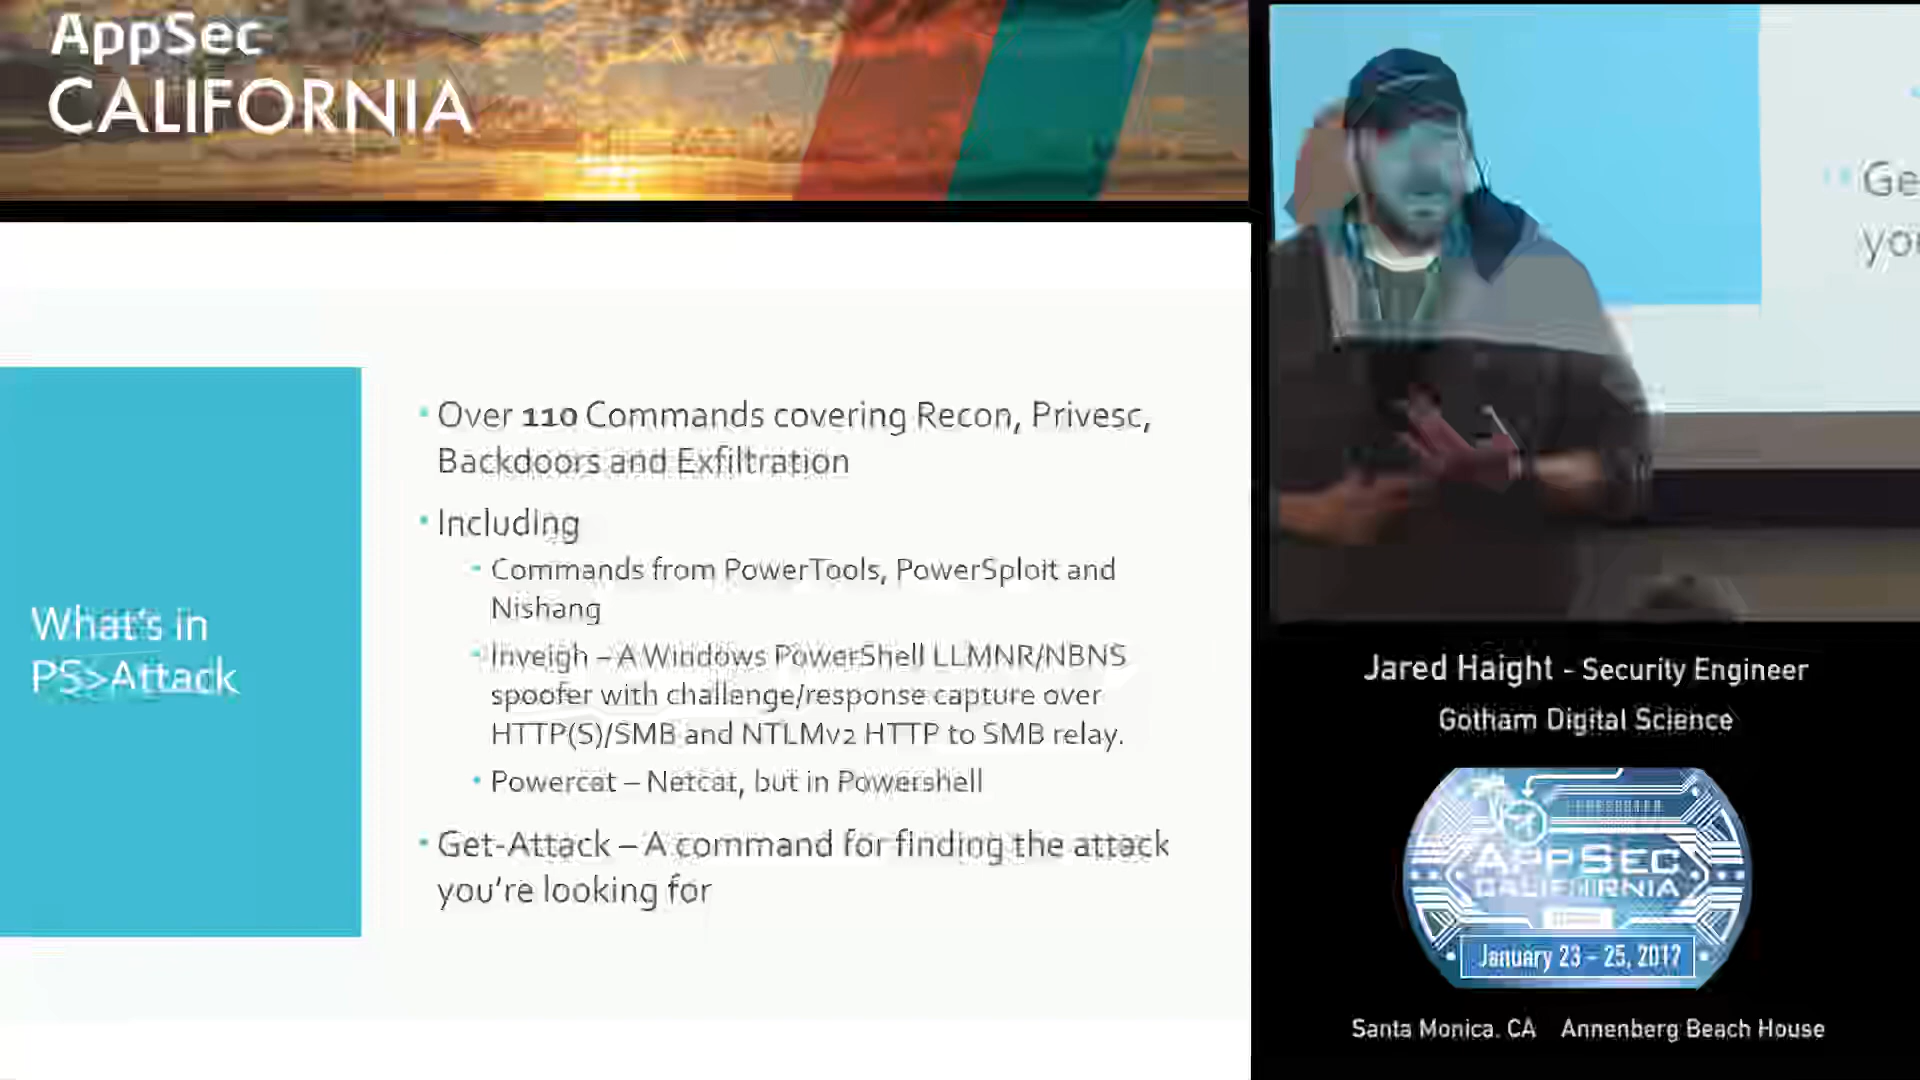 AppSec
CALIFORNIA
What's in
PS>Attack
Over 110 Commands covering Recon, Privesc,
Backdoors and Exfiltration
Including
Commands from PowerTools, PowerSploit and
Nishang
Inveigh – A Windows PowerShell LLMNR/NBNS
spoofer with challenge/response capture over
HTTP(S)/SMB and NTLMv2 HTTP to SMB relay.
Powercat – Netcat, but in Powershell
Get-Attack – A command for finding the attack
you're looking for
Ge
you
Jared Haight - Security Engineer
Gotham Digital Science
APPSEC
CALIFORNIA
January 23 - 25, 2017
Santa Monica. CA Annenberg Beach House